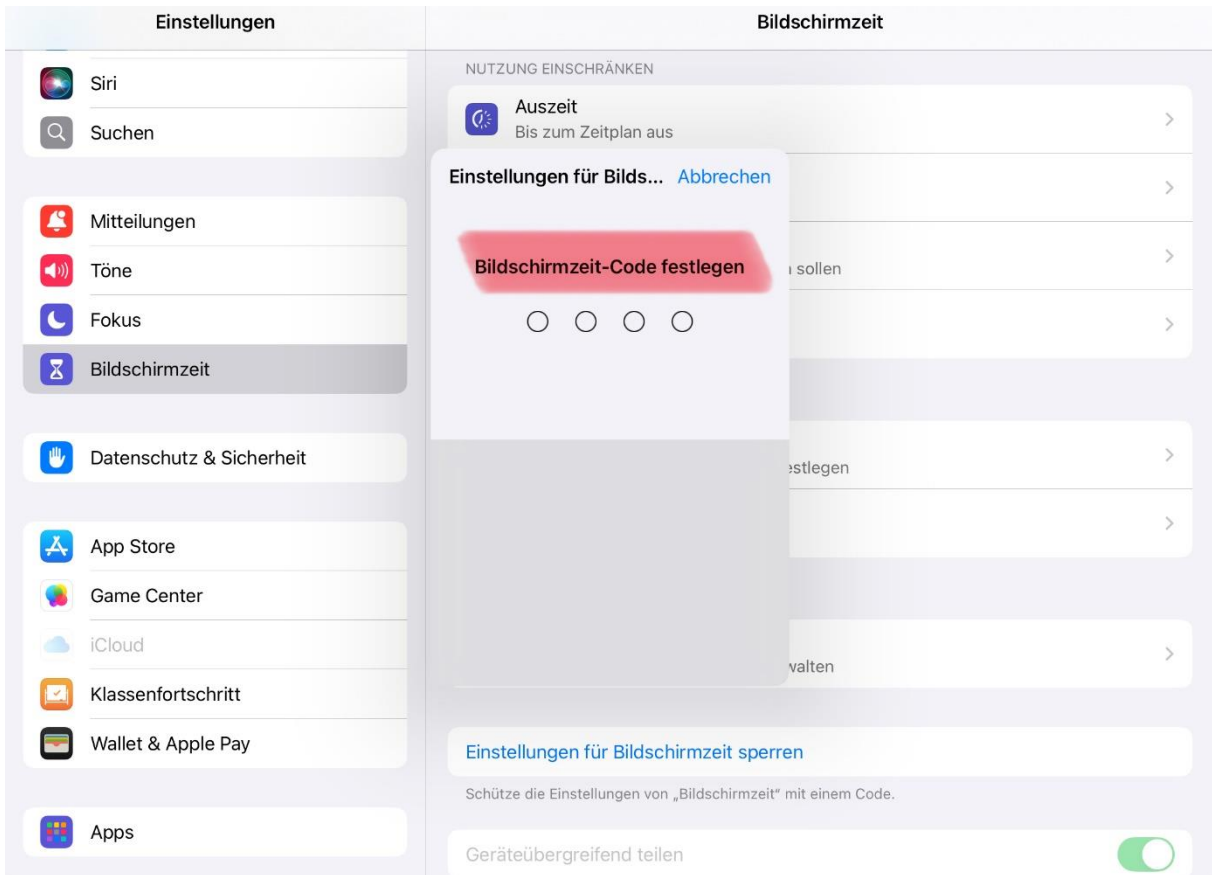 Einstellungen
Siri
Suchen
Mitteilungen
Töne
Fokus
Bildschirmzeit
Datenschutz & Sicherheit
App Store
Game Center
iCloud
Klassenfortschritt
Wallet & Apple Pay
Apps
Bildschirmzeit
NUTZUNG EINSCHRÄNKEN
Auszeit
Bis zum Zeitplan aus
Einstellungen für Bilds... Abbrechen
Bildschirmzeit-Code festlegen
sollen
Einstellungen für Bildschirmzeit sperren
Schütze die Einstellungen von „Bildschirmzeit“ mit einem Code.
Geräteübergreifend teilen